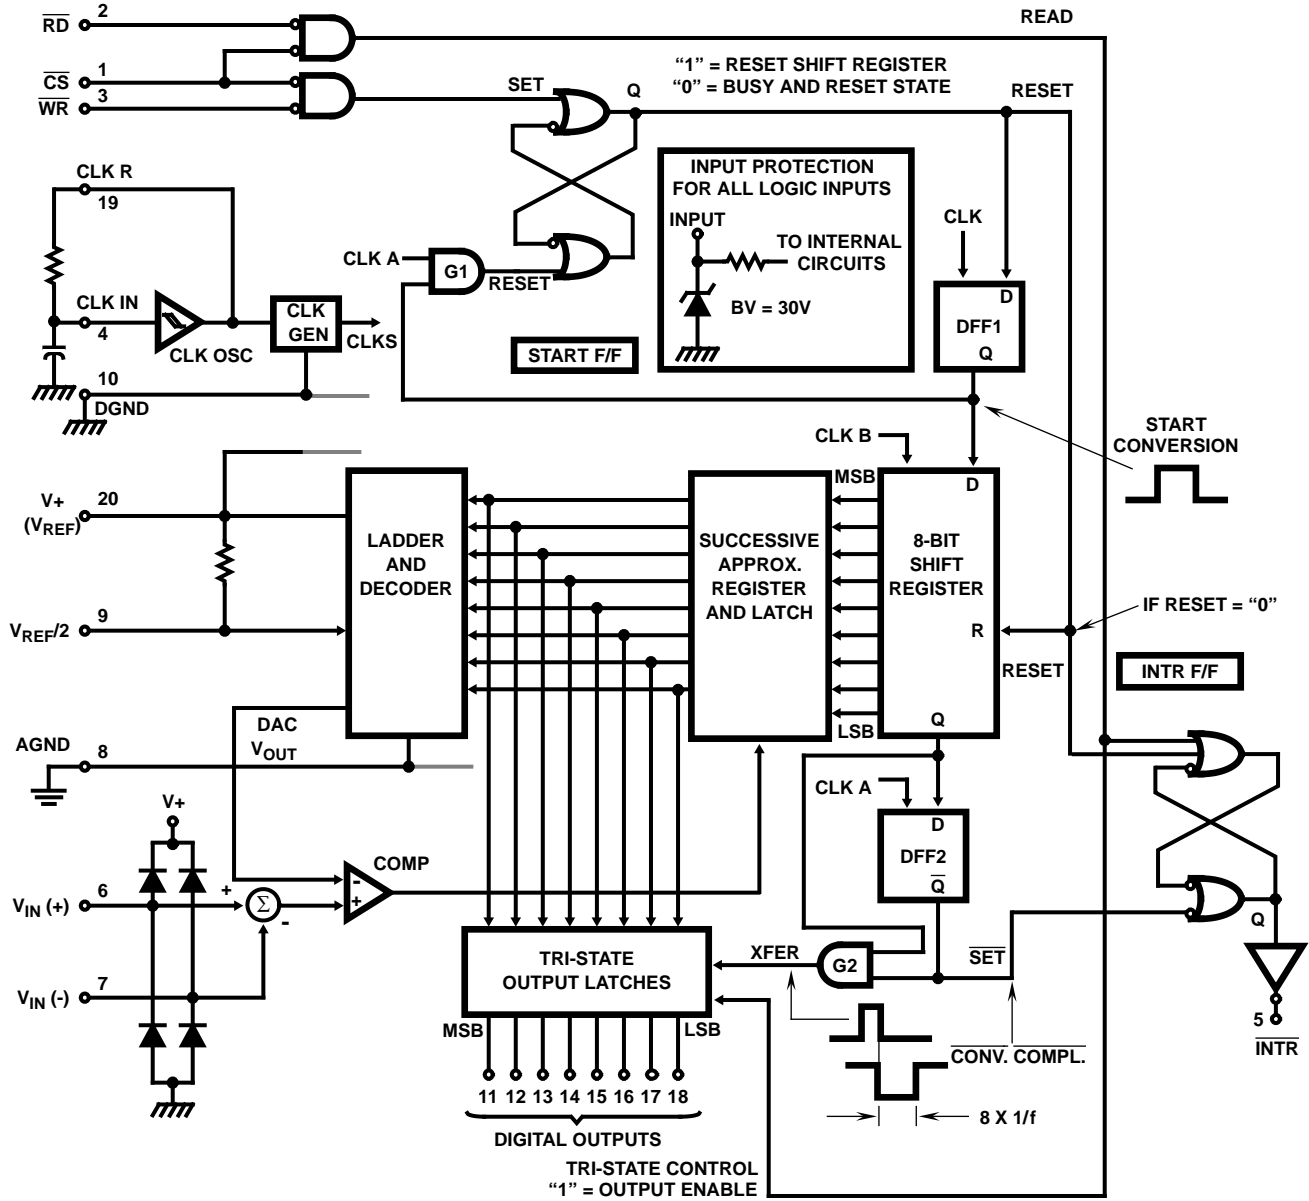 RD
2
READ
CS
1
WR
3
"1" = RESET SHIFT REGISTER
"0" = BUSY AND RESET STATE
SET
Q
RESET
CLK R
19
INPUT PROTECTION
FOR ALL LOGIC INPUTS
INPUT
TO INTERNAL
CIRCUITS
BV = 30V
CLK
CLK A
G1
RESET
D
DFF1
Q
CLK IN
4
CLK OSC
CLK
GEN
CLKS
START F/F
10
DGND
START
CONVERSION
CLK B
V+
(VREF)
20
LADDER
AND
DECODER
SUCCESSIVE
APPROX.
REGISTER
AND LATCH
MSB
LSB
D
8-BIT
SHIFT
REGISTER
R
Q
VREF/2
9
IF RESET = "0"
RESET
INTR F/F
AGND
8
DAC
VOUT
CLK A
D
DFF2
Q
V+
COMP
-
+
VIN (+)
6
+
Σ
-
VIN (-)
7
TRI-STATE
OUTPUT LATCHES
XFER
G2
SET
Q
MSB
LSB
CONV. COMPL.
5
INTR
11 12 13 14 15 16 17 18
8 X 1/f
DIGITAL OUTPUTS
TRI-STATE CONTROL
"1" = OUTPUT ENABLE